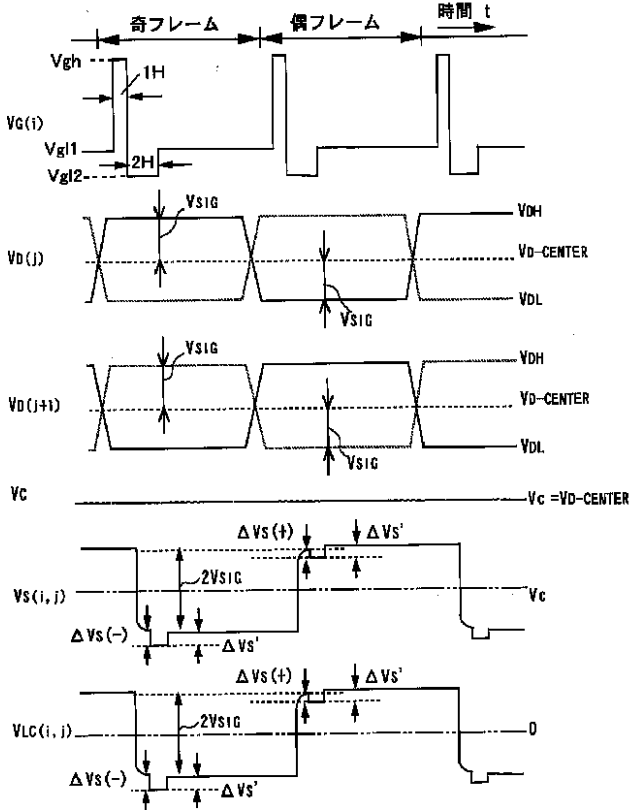 奇フレーム 偶フレーム 時間 t
Vgh
1H
VG(i)
Vgl1
2H
Vgl2
VSIG
VDH
VD(j)
VD-CENTER
VSIG
VDL
VSIG
VDH
VD(j+1)
VD-CENTER
VSIG
VDL
VC
VC =VD-CENTER
ΔVS(+) ΔVS'
VS(i,j)
2VSIG
VC
ΔVS(-)
ΔVS'
ΔVS(+) ΔVS'
VLC(i,j)
2VSIG
0
ΔVS(-)
ΔVS'